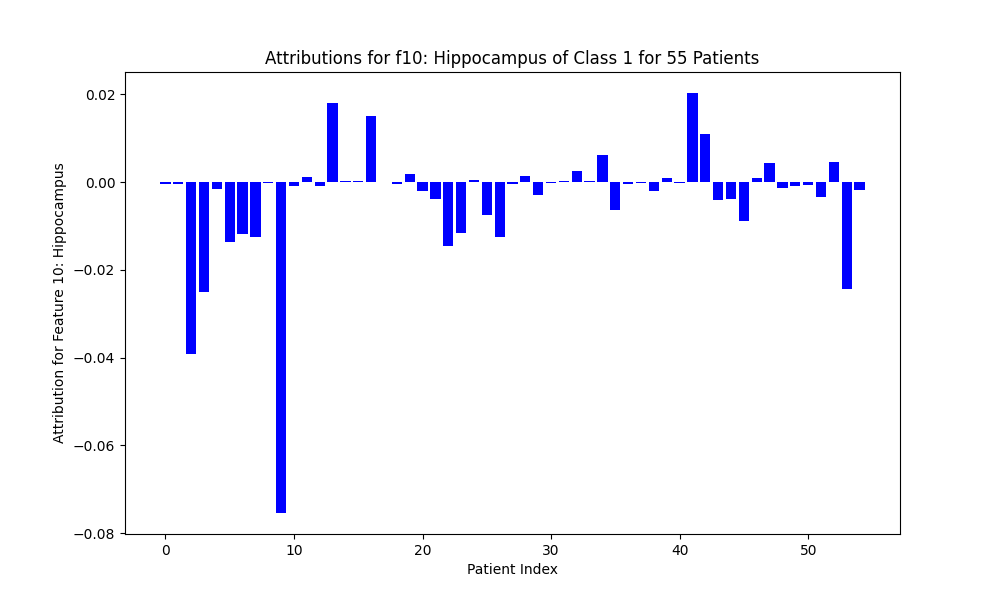 Attributions for f10: Hippocampus of Class 1 for 55 Patients
Attribution for Feature 10: Hippocampus
0.02
0.00
−0.02
−0.04
−0.06
−0.08
0 10 20 30 40 50
Patient Index